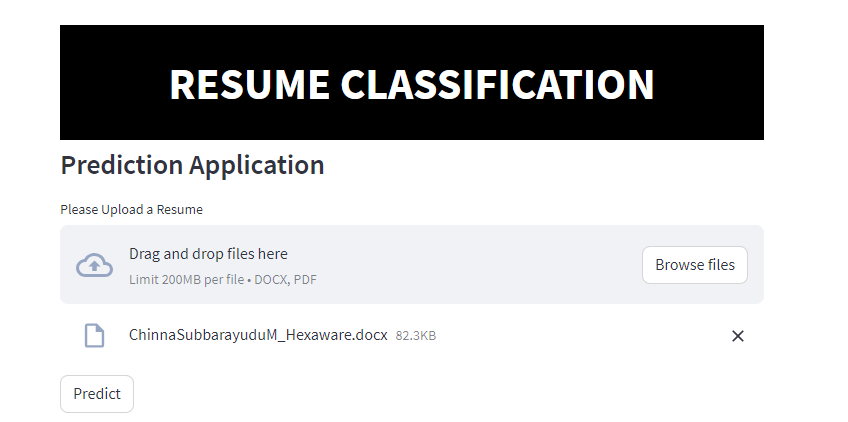 RESUME CLASSIFICATION
Prediction Application
Please Upload a Resume
Drag and drop files here
Limit 200MB per file • DOCX, PDF
Browse files
ChinnaSubbarayuduM_Hexaware.docx 82.3KB
Predict